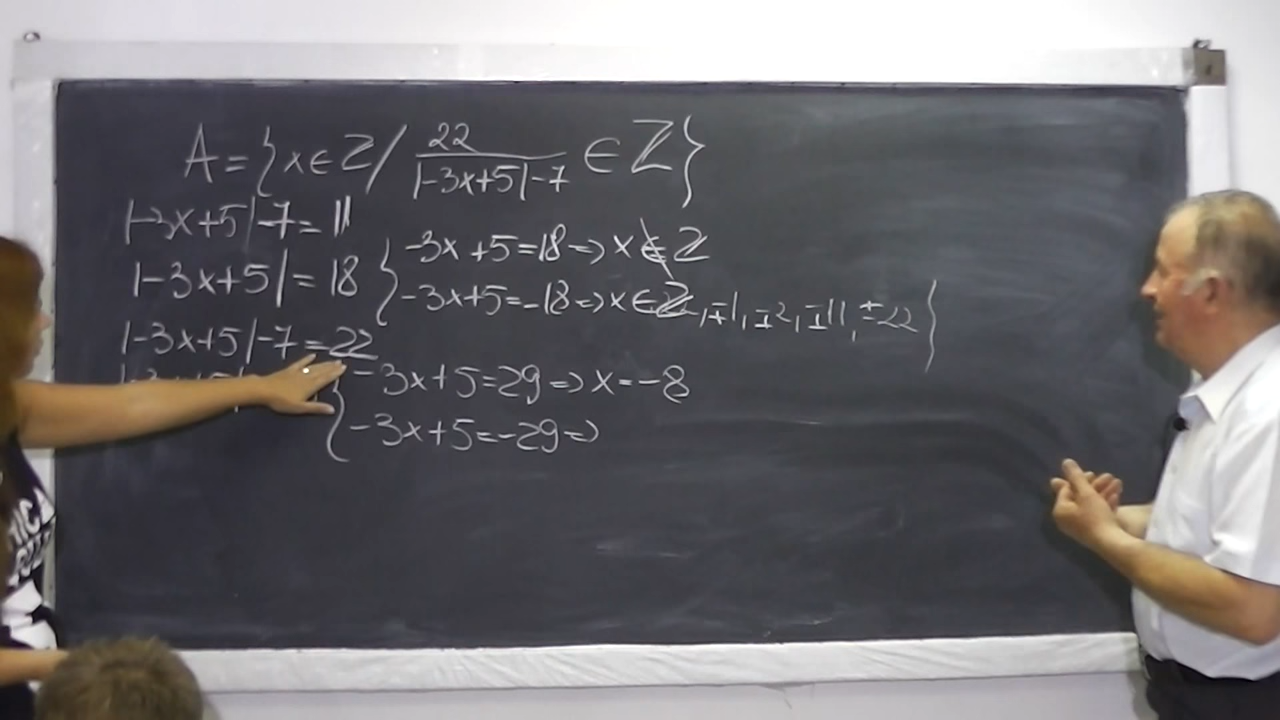 A = {x ∈ Z / 22 / |-3x+5|-7 ∈ Z}
|-3x+5|-7 = 11
|-3x+5| = 18 { -3x+5=18 => x ∉ Z
-3x+5=-18 => x ∉ Z
, ±1, ±2, ±11, ±22 }
|-3x+5|-7 = 22
{ -3x+5=29 => x=-8
-3x+5=-29 =>